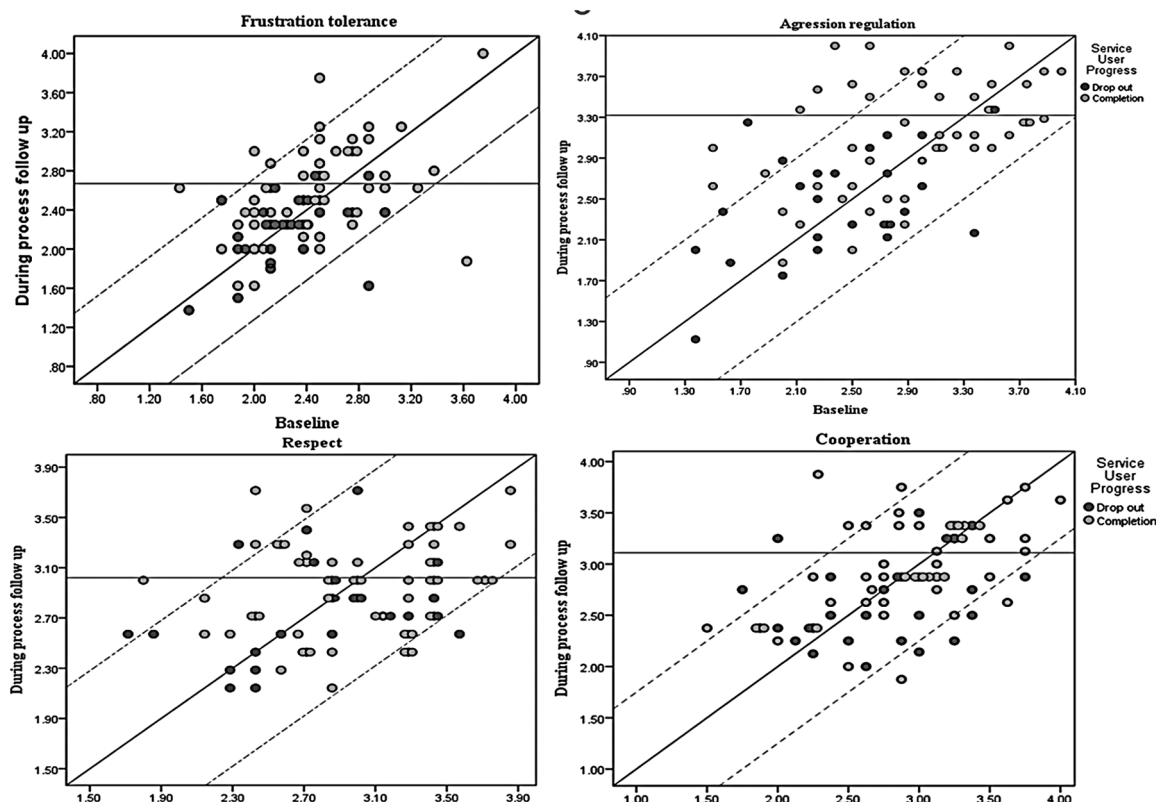 Frustration tolerance
During process follow up
4.00
3.60
3.20
2.80
2.40
2.00
1.60
1.20
.80
.80 1.20 1.60 2.00 2.40 2.80 3.20 3.60 4.00
Baseline
Agression regulation
During process follow up
4.10
3.70
3.30
2.90
2.50
2.10
1.70
1.30
.90
.90 1.30 1.70 2.10 2.50 2.90 3.30 3.70 4.10
Baseline
Service
User
Progress
Drop out
Completion
Respect
During process follow up
3.90
3.50
3.10
2.70
2.30
1.90
1.50
1.50 1.90 2.30 2.70 3.10 3.50 3.90
Cooperation
During process follow up
4.00
3.50
3.00
2.50
2.00
1.50
1.00
1.00 1.50 2.00 2.50 3.00 3.50 4.00
Service
User
Progress
Drop out
Completion